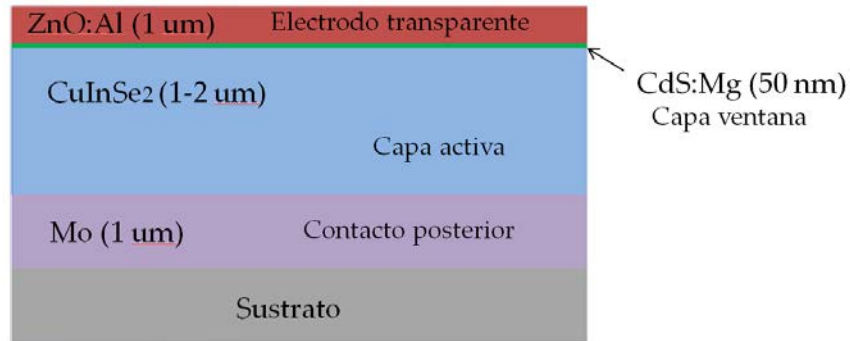 ZnO:Al (1 um) Electrodo transparente
CdS:Mg (50 nm)
Capa ventana
CuInSe2 (1-2 um)
Capa activa
Mo (1 um) Contacto posterior
Sustrato